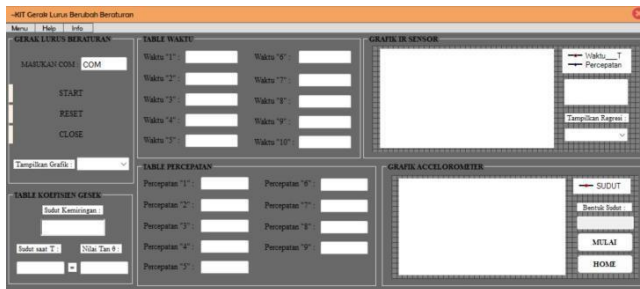 ~KIT Gerak Lurus Berubah Beraturan
Menu Help Info
GERAK LURUS BERATURAN
MASUKAN COM : COM
START
RESET
CLOSE
Tampilkan Grafik :
TABLE KOEFISIEN GESEK
Sudut Kemiringan :
Sudut saat T : Nilai Tan θ :
=
TABLE WAKTU
Waktu "1" : Waktu "6" :
Waktu "2" : Waktu "7" :
Waktu "3" : Waktu "8" :
Waktu "4" : Waktu "9" :
Waktu "5" : Waktu "10" :
TABLE PERCEPATAN
Percepatan "1" : Percepatan "6" :
Percepatan "2" : Percepatan "7" :
Percepatan "3" : Percepatan "8" :
Percepatan "4" : Percepatan "9" :
Percepatan "5" :
GRAFIK IR SENSOR
Waktu___T
Percepatan
Tampilkan Regresi :
GRAFIK ACCELOROMETER
SUDUT
Bentuk Sudut :
MULAI
HOME